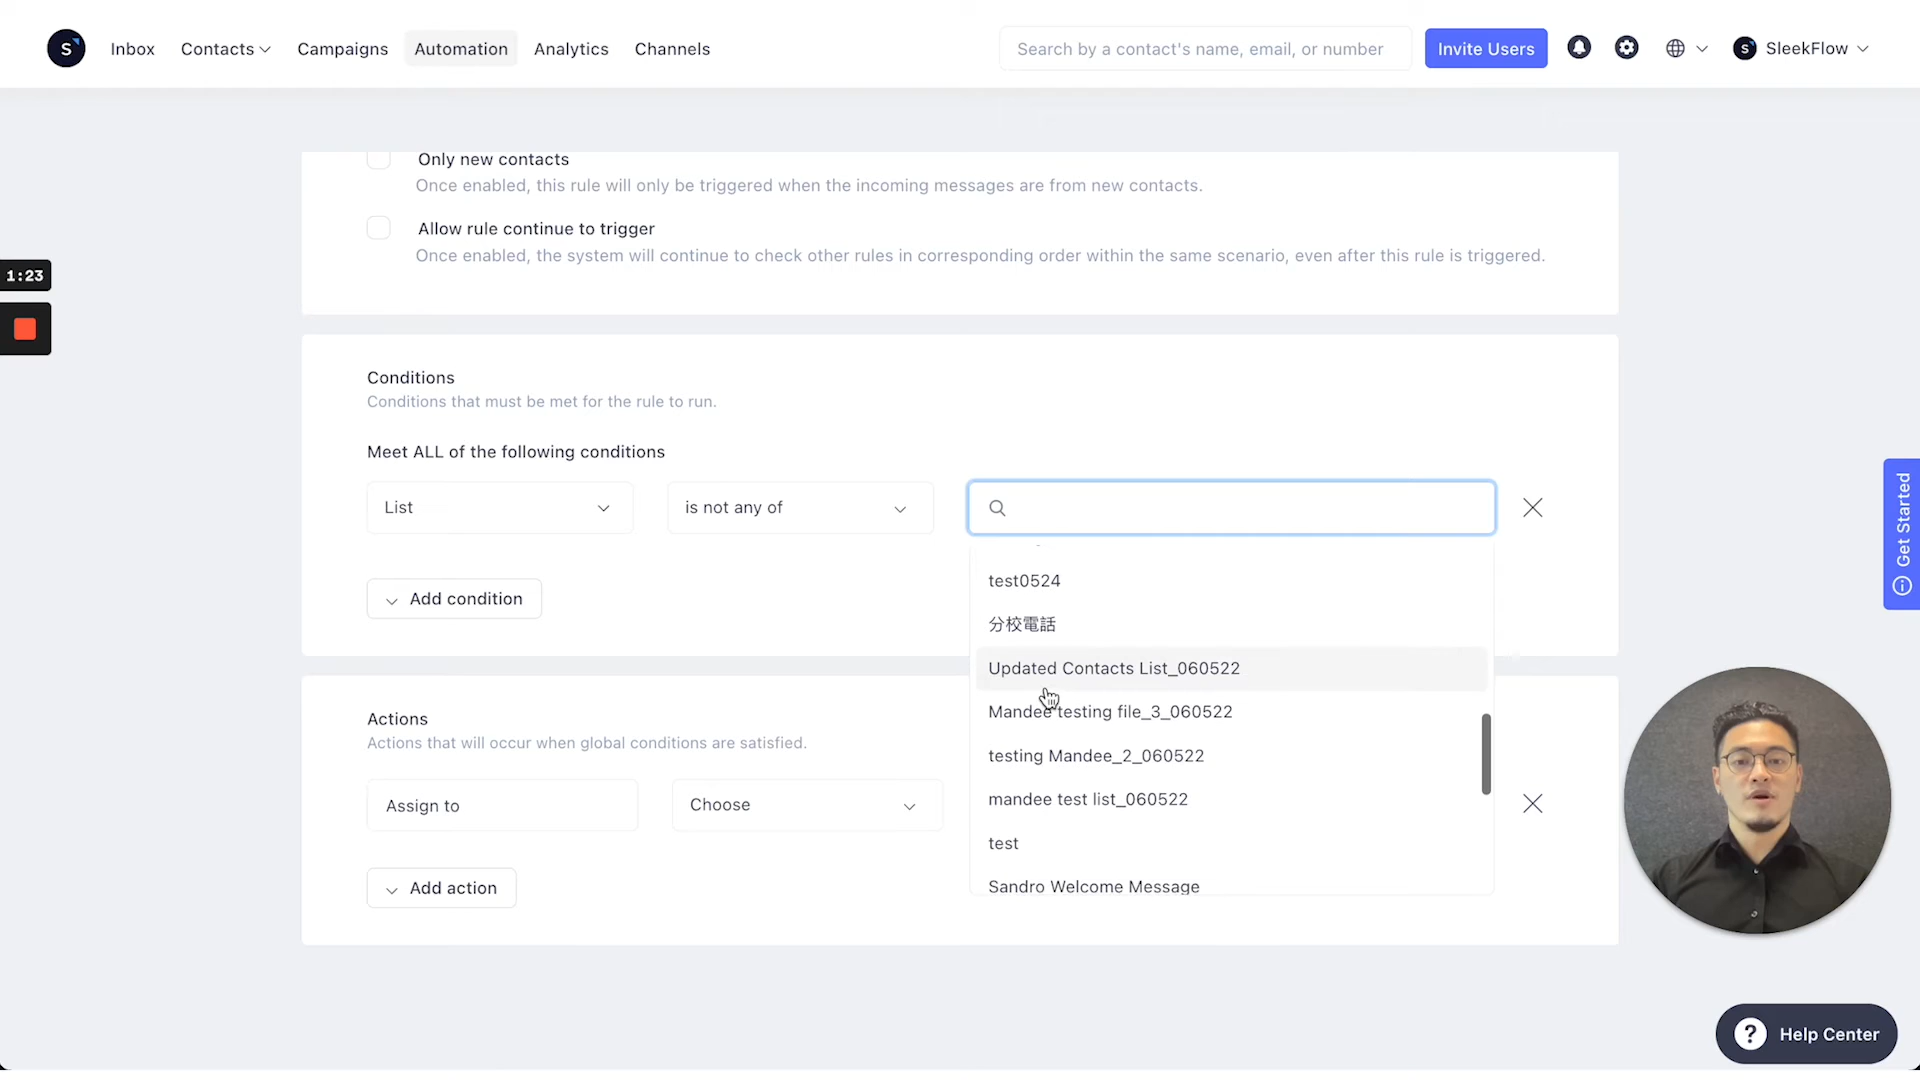 S
Inbox
Contacts
Campaigns
Automation
Analytics
Channels
Search by a contact's name, email, or number
Invite Users
S
SleekFlow
1:23
Only new contacts
Once enabled, this rule will only be triggered when the incoming messages are from new contacts.
Allow rule continue to trigger
Once enabled, the system will continue to check other rules in corresponding order within the same scenario, even after this rule is triggered.
Conditions
Conditions that must be met for the rule to run.
Meet ALL of the following conditions
List
is not any of
Add condition
test0524
分校電話
Updated Contacts List_060522
Mandee testing file_3_060522
testing Mandee_2_060522
mandee test list_060522
test
Sandro Welcome Message
Actions
Actions that will occur when global conditions are satisfied.
Assign to
Choose
Add action
Get Started
? Help Center